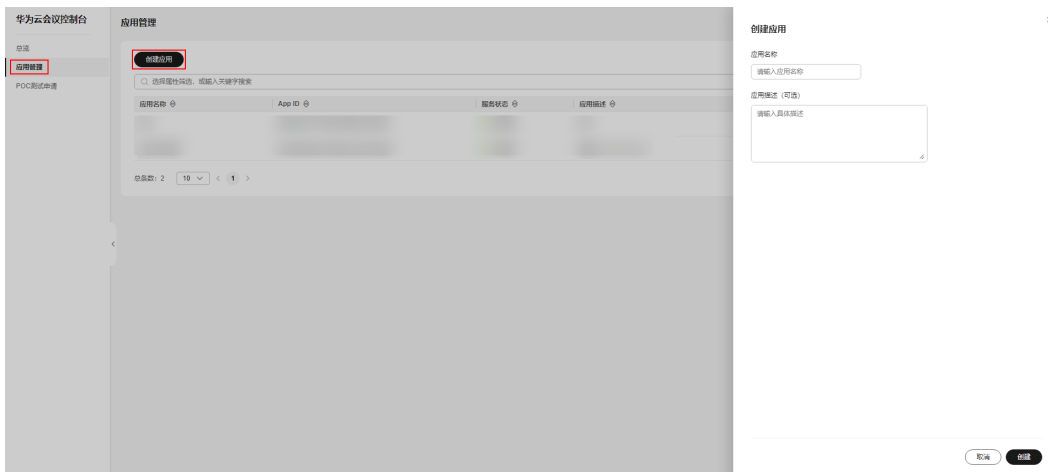 华为云会议控制台
总览
应用管理
POC测试申请
应用管理
创建应用
选择属性筛选，或输入关键字搜索
应用名称
App ID
服务状态
应用描述
总条数：2
10
1
创建应用
应用名称
请输入应用名称
应用描述（可选）
请输入具体描述
取消
创建